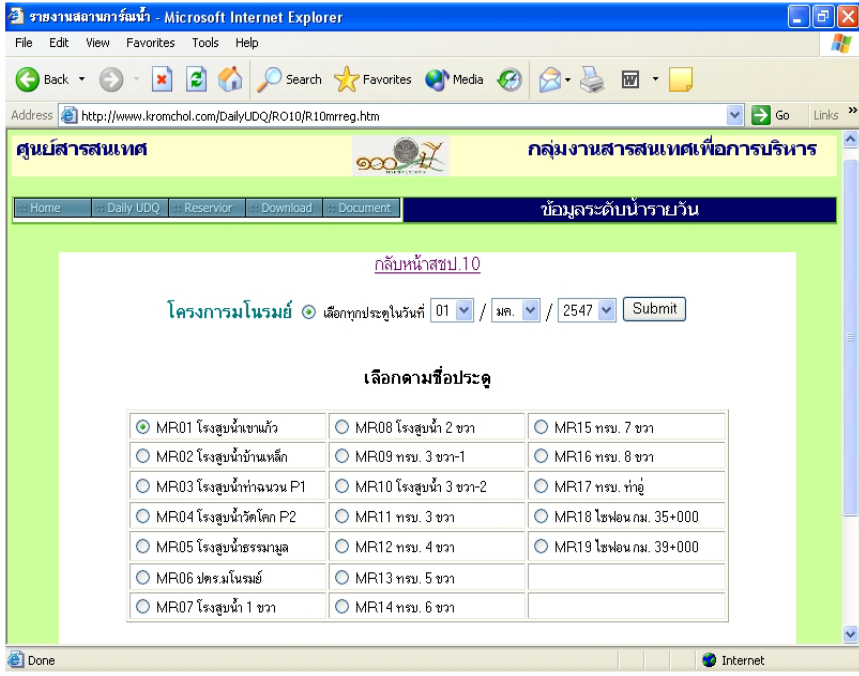 รายงานสถานการ์ณน้ำ - Microsoft Internet Explorer
File Edit View Favorites Tools Help
Back Search Favorites Media
Address http://www.kromchol.com/DailyUDQ/RO10/R10mrreg.htm Go Links »
ศูนย์สารสนเทศ ๑๐๐ ปี กลุ่มงานสารสนเทศเพื่อการบริหาร
:: Home :: Daily UDQ :: Reservior :: Download :: Document ข้อมูลระดับน้ำรายวัน
กลับหน้าสชป.10
โครงการมโนรมย์ เลือกทุกประตูในวันที่ 01 / มค. / 2547 Submit
เลือกตามชื่อประตู
MR01 โรงสูบน้ำเขาแก้ว MR08 โรงสูบน้ำ 2 ขวา MR15 ทรบ. 7 ขวา
MR02 โรงสูบน้ำบ้านเหล็ก MR09 ทรบ. 3 ขวา-1 MR16 ทรบ. 8 ขวา
MR03 โรงสูบน้ำท่าฉนวน P1 MR10 โรงสูบน้ำ 3 ขวา-2 MR17 ทรบ. ท่าอู่
MR04 โรงสูบน้ำวัดโคก P2 MR11 ทรบ. 3 ขวา MR18 ไซฟอน กม. 35+000
MR05 โรงสูบน้ำธรรมามูล MR12 ทรบ. 4 ขวา MR19 ไซฟอน กม. 39+000
MR06 ปตร.มโนรมย์ MR13 ทรบ. 5 ขวา
MR07 โรงสูบน้ำ 1 ขวา MR14 ทรบ. 6 ขวา
Done Internet